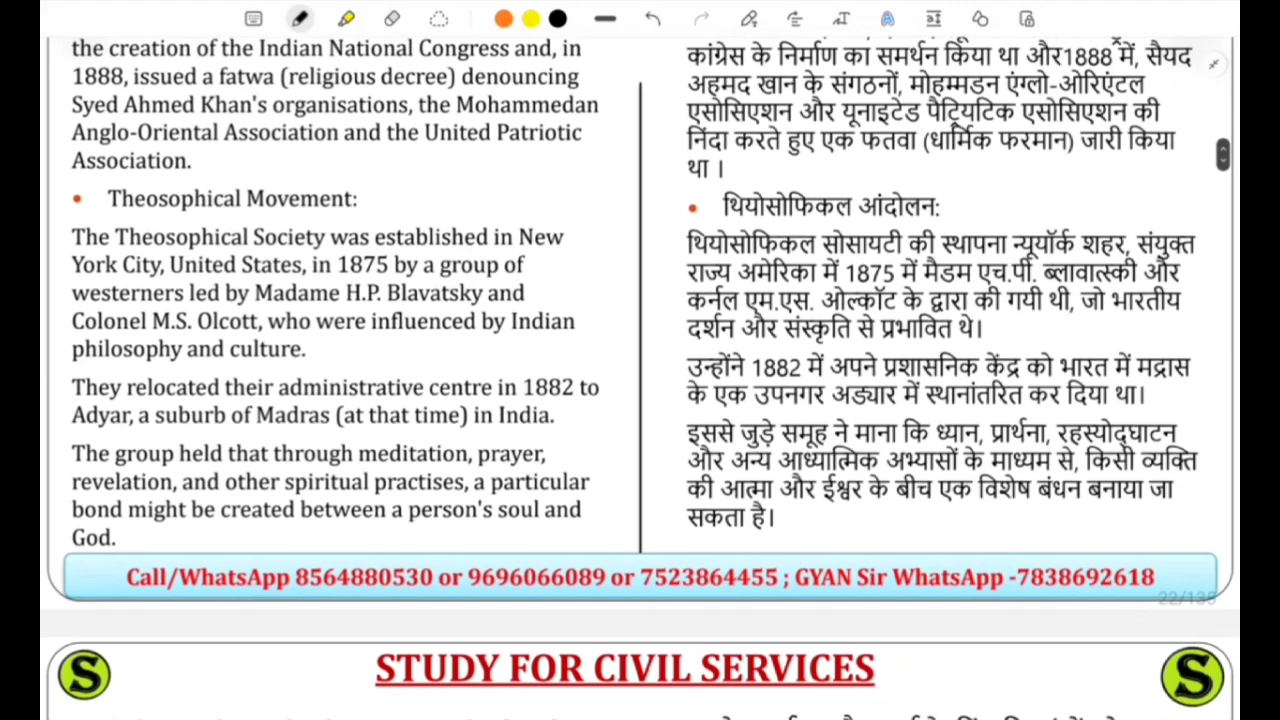 the creation of the Indian National Congress and, in
1888, issued a fatwa (religious decree) denouncing
Syed Ahmed Khan's organisations, the Mohammedan
Anglo-Oriental Association and the United Patriotic
Association.
• Theosophical Movement:
The Theosophical Society was established in New
York City, United States, in 1875 by a group of
westerners led by Madame H.P. Blavatsky and
Colonel M.S. Olcott, who were influenced by Indian
philosophy and culture.
They relocated their administrative centre in 1882 to
Adyar, a suburb of Madras (at that time) in India.
The group held that through meditation, prayer,
revelation, and other spiritual practises, a particular
bond might be created between a person's soul and
God.
कांग्रेस के निर्माण का समर्थन किया था और1888 में, सैयद
अहमद खान के संगठनों, मोहम्मडन एंग्लो-ओरिएंटल
एसोसिएशन और यूनाइटेड पैट्रियटिक एसोसिएशन की
निंदा करते हुए एक फतवा (धार्मिक फरमान) जारी किया
था ।
• थियोसोफिकल आंदोलन:
थियोसोफिकल सोसायटी की स्थापना न्यूयॉर्क शहर, संयुक्त
राज्य अमेरिका में 1875 में मैडम एच.पी. ब्लावात्स्की और
कर्नल एम.एस. ओल्कॉट के द्वारा की गयी थी, जो भारतीय
दर्शन और संस्कृति से प्रभावित थे।
उन्होंने 1882 में अपने प्रशासनिक केंद्र को भारत में मद्रास
के एक उपनगर अड्यार में स्थानांतरित कर दिया था।
इससे जुड़े समूह ने माना कि ध्यान, प्रार्थना, रहस्योद्घाटन
और अन्य आध्यात्मिक अभ्यासों के माध्यम से, किसी व्यक्ति
की आत्मा और ईश्वर के बीच एक विशेष बंधन बनाया जा
सकता है।
Call/WhatsApp 8564880530 or 9696066089 or 7523864455 ; GYAN Sir WhatsApp -7838692618
22/135
S STUDY FOR CIVIL SERVICES S